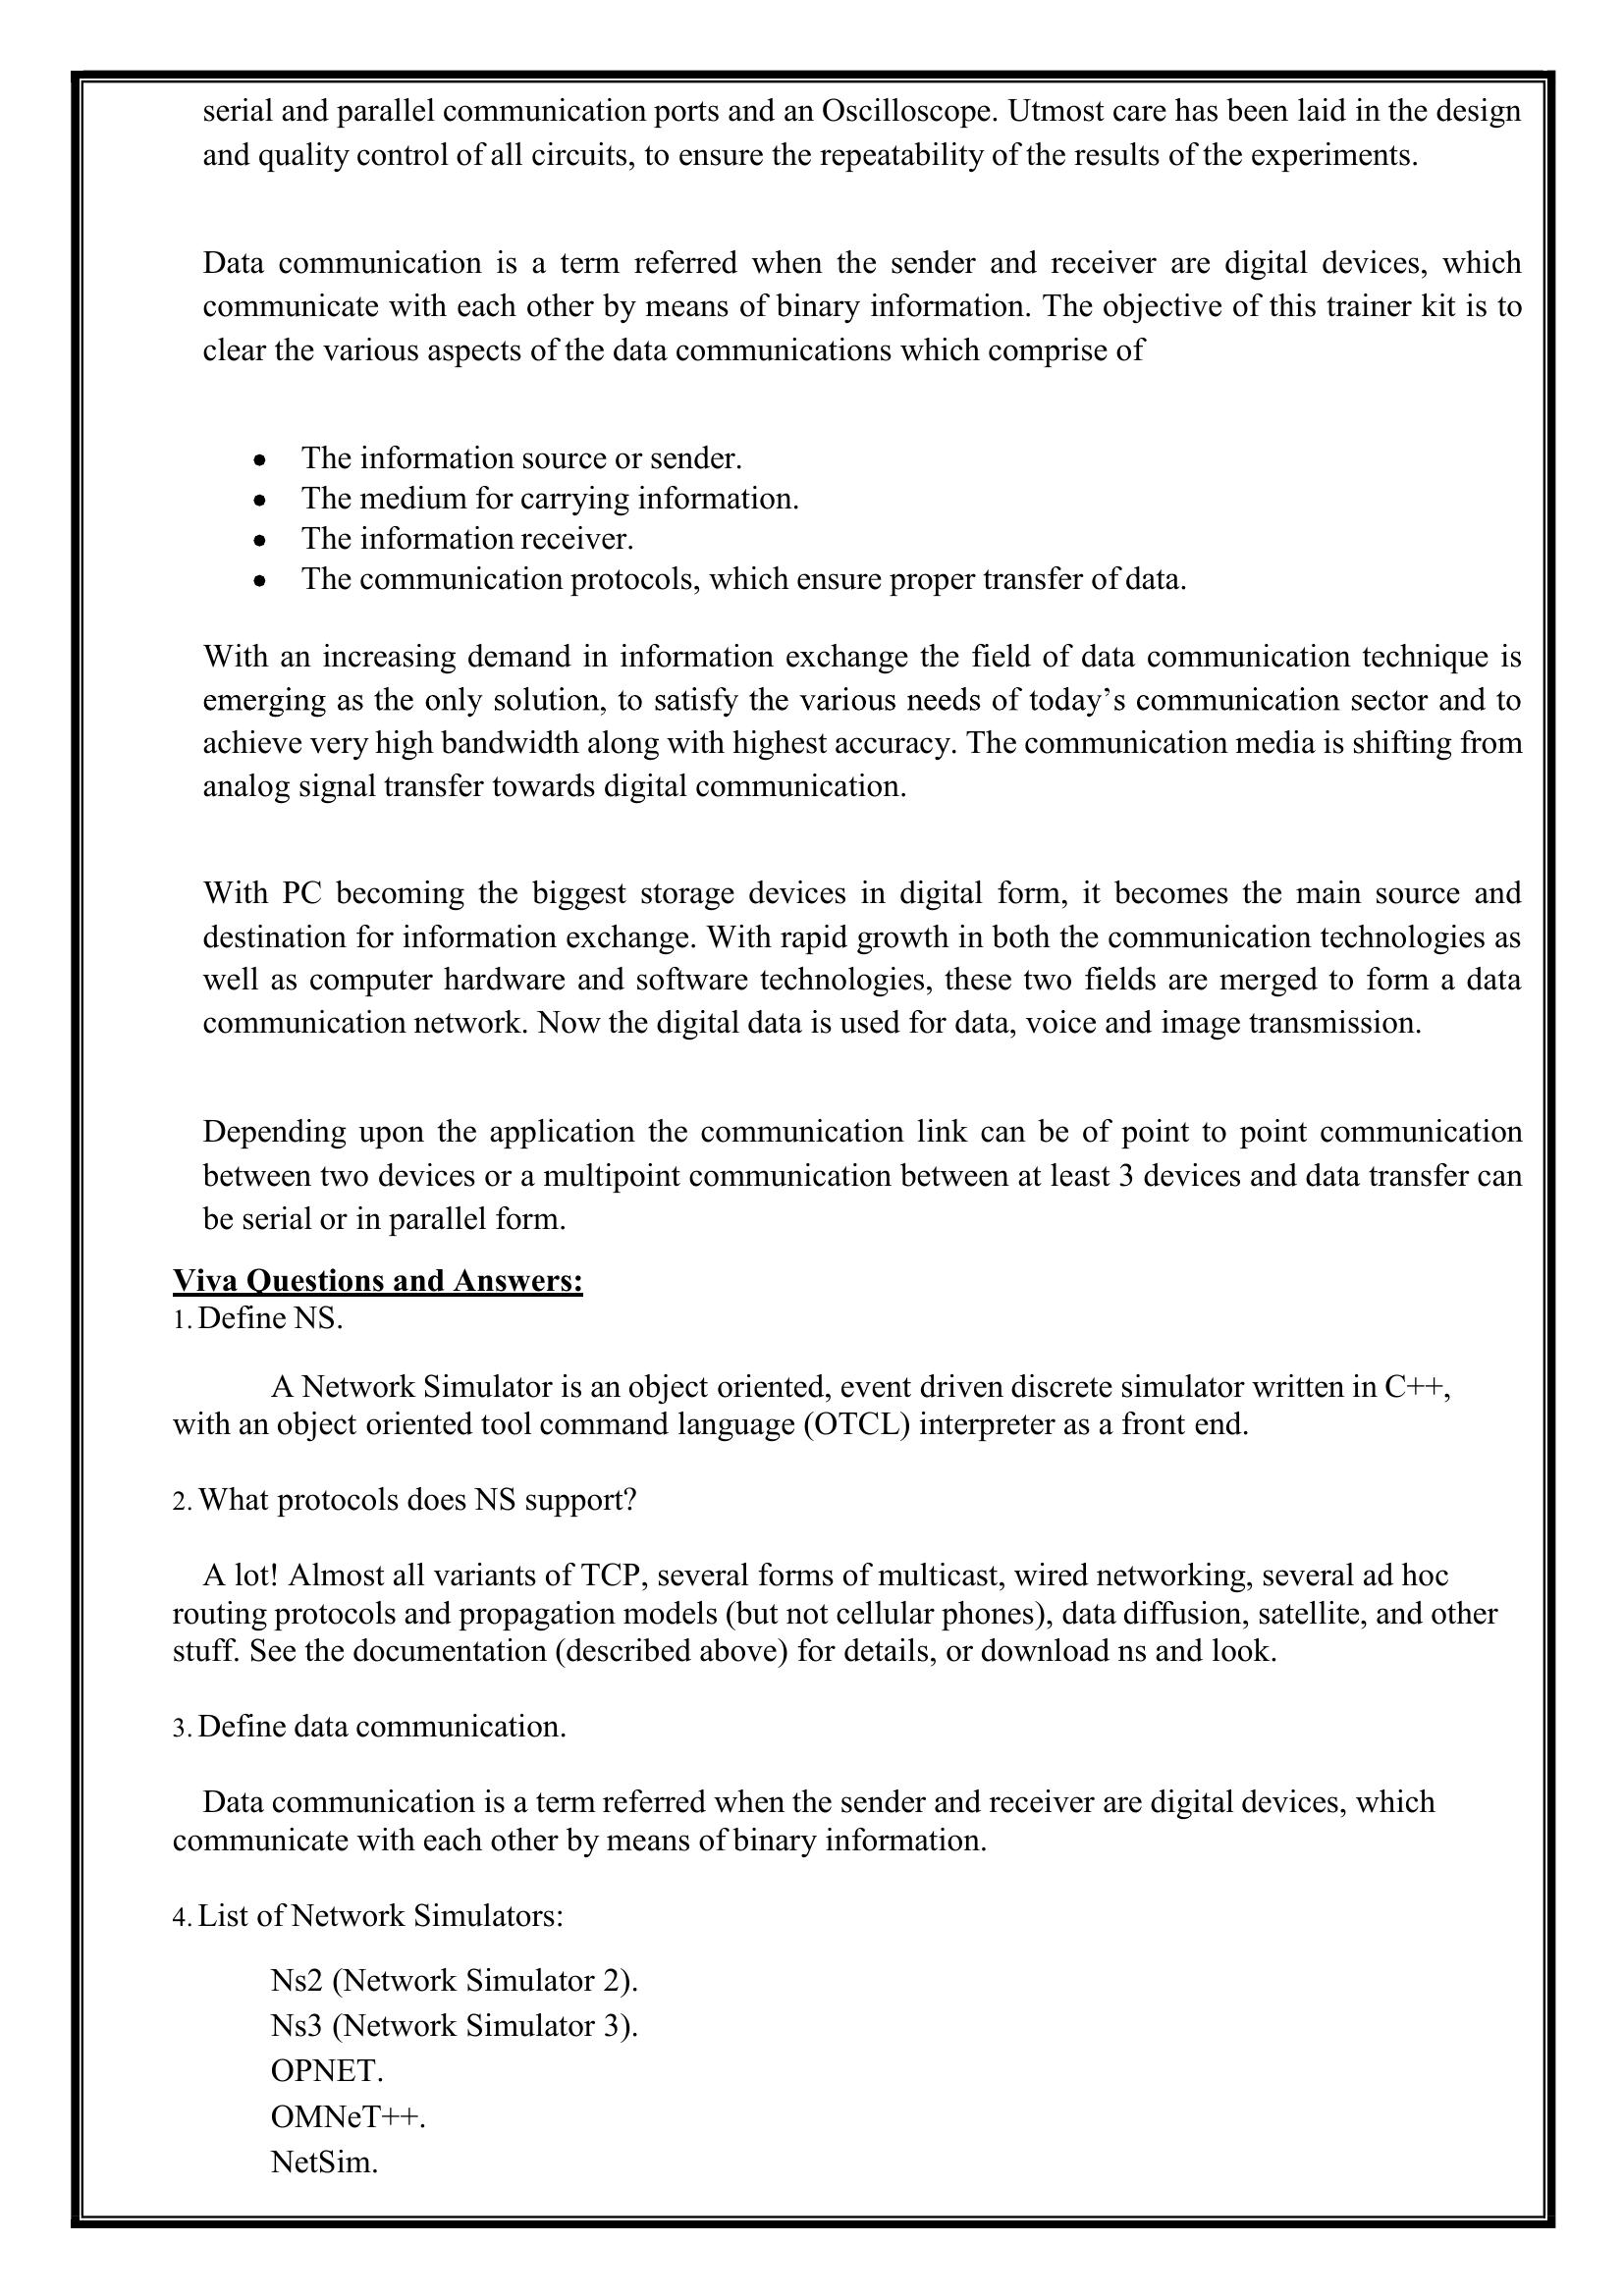 serial and parallel communication ports and an Oscilloscope. Utmost care has been laid in the design
and quality control of all circuits, to ensure the repeatability of the results of the experiments.
Data communication is a term referred when the sender and receiver are digital devices, which
communicate with each other by means of binary information. The objective of this trainer kit is to
clear the various aspects of the data communications which comprise of
• The information source or sender.
• The medium for carrying information.
• The information receiver.
• The communication protocols, which ensure proper transfer of data.
With an increasing demand in information exchange the field of data communication technique is
emerging as the only solution, to satisfy the various needs of today’s communication sector and to
achieve very high bandwidth along with highest accuracy. The communication media is shifting from
analog signal transfer towards digital communication.
With PC becoming the biggest storage devices in digital form, it becomes the main source and
destination for information exchange. With rapid growth in both the communication technologies as
well as computer hardware and software technologies, these two fields are merged to form a data
communication network. Now the digital data is used for data, voice and image transmission.
Depending upon the application the communication link can be of point to point communication
between two devices or a multipoint communication between at least 3 devices and data transfer can
be serial or in parallel form.
Viva Questions and Answers:
1. Define NS.
A Network Simulator is an object oriented, event driven discrete simulator written in C++,
with an object oriented tool command language (OTCL) interpreter as a front end.
2. What protocols does NS support?
A lot! Almost all variants of TCP, several forms of multicast, wired networking, several ad hoc
routing protocols and propagation models (but not cellular phones), data diffusion, satellite, and other
stuff. See the documentation (described above) for details, or download ns and look.
3. Define data communication.
Data communication is a term referred when the sender and receiver are digital devices, which
communicate with each other by means of binary information.
4. List of Network Simulators:
Ns2 (Network Simulator 2).
Ns3 (Network Simulator 3).
OPNET.
OMNeT++.
NetSim.